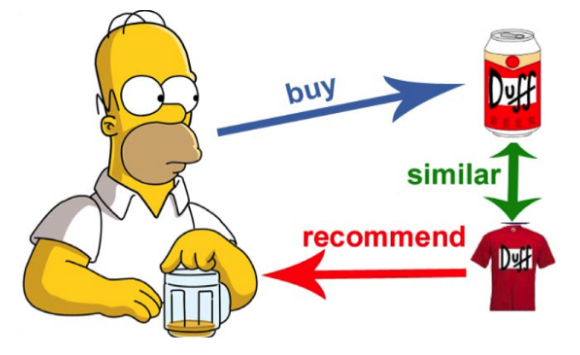 buy
Duff
similar
recommend
Duff